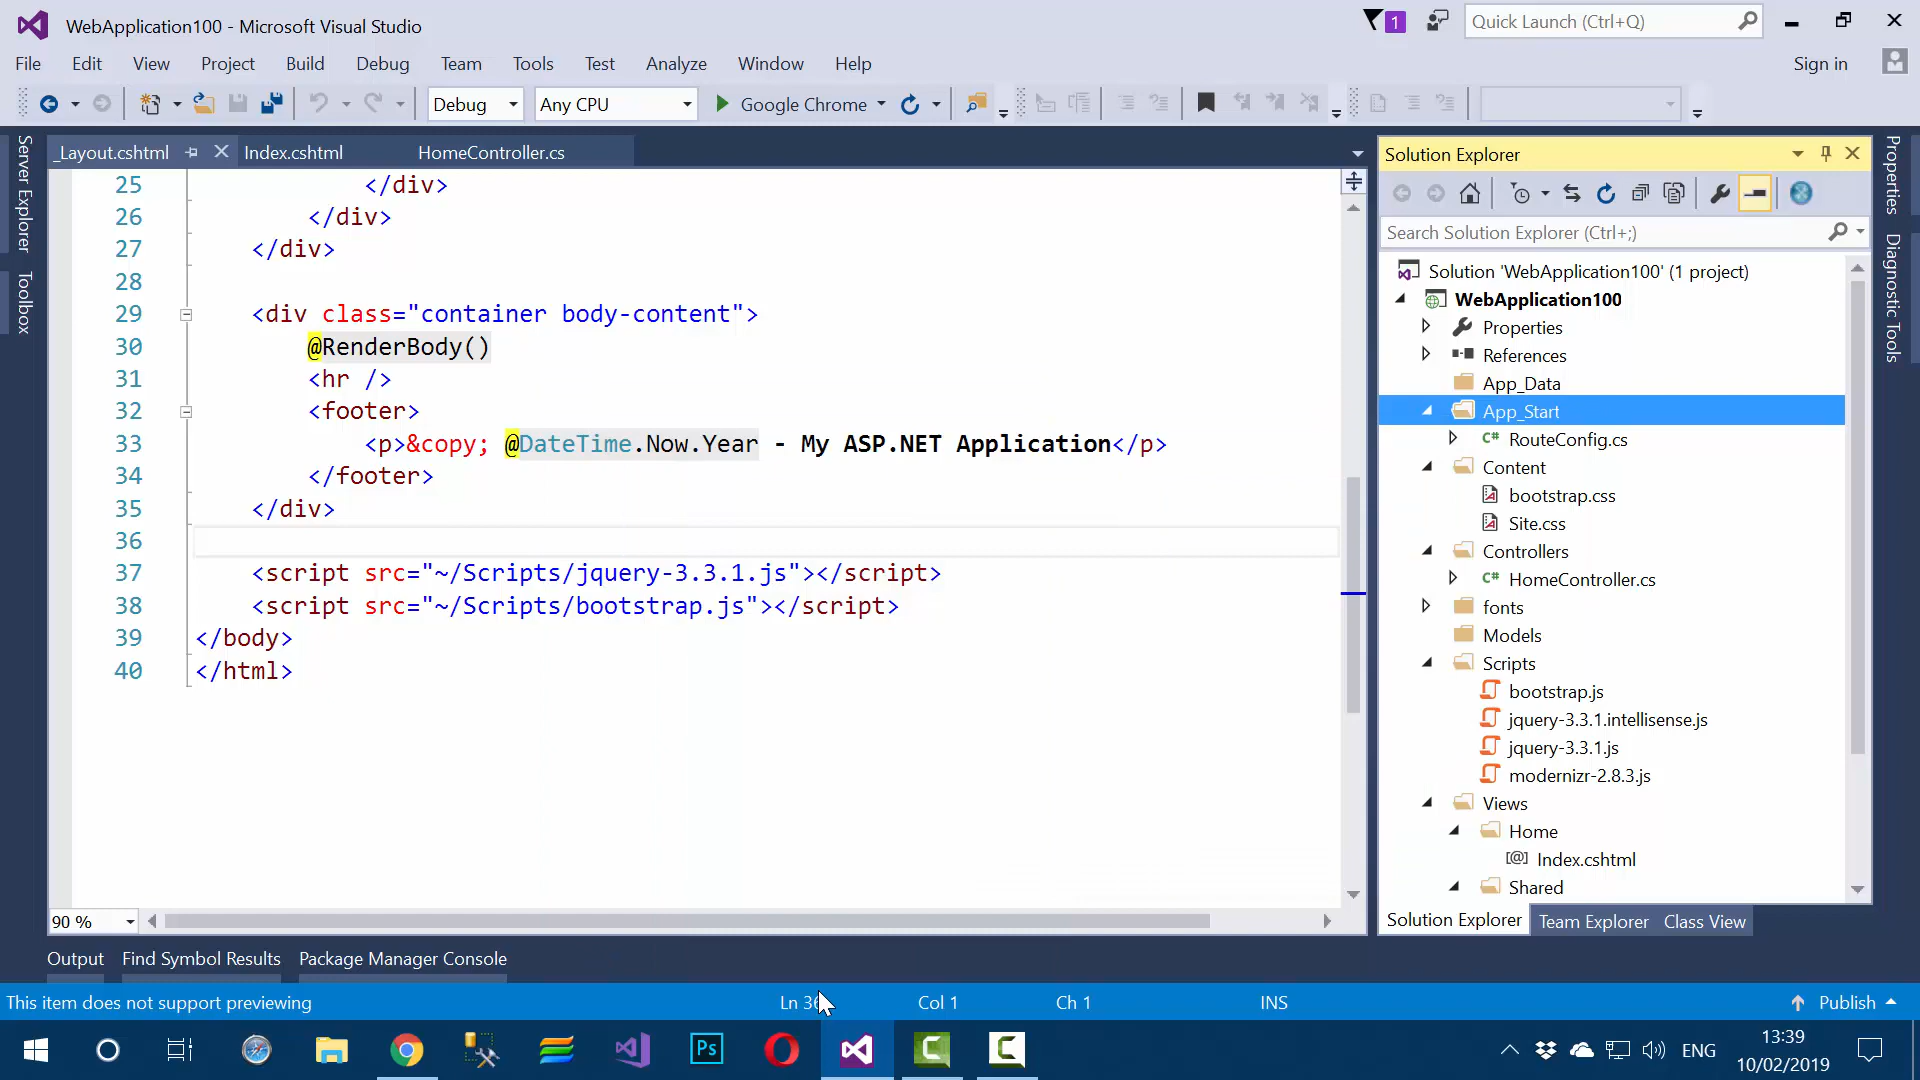 WebApplication100 - Microsoft Visual Studio
1
Quick Launch (Ctrl+Q)
File Edit View Project Build Debug Team Tools Test Analyze Window Help
Sign in
Debug Any CPU Google Chrome
_Layout.cshtml Index.cshtml HomeController.cs
Server Explorer
Toolbox
25 </div>
26 </div>
27 </div>
28
29 <div class="container body-content">
30 @RenderBody()
31 <hr />
32 <footer>
33 <p>&copy; @DateTime.Now.Year - My ASP.NET Application</p>
34 </footer>
35 </div>
36
37 <script src="~/Scripts/jquery-3.3.1.js"></script>
38 <script src="~/Scripts/bootstrap.js"></script>
39 </body>
40 </html>
90 %
Solution Explorer
Search Solution Explorer (Ctrl+;)
Solution 'WebApplication100' (1 project)
WebApplication100
Properties
References
App_Data
App_Start
C# RouteConfig.cs
Content
bootstrap.css
Site.css
Controllers
C# HomeController.cs
fonts
Models
Scripts
bootstrap.js
jquery-3.3.1.intellisense.js
jquery-3.3.1.js
modernizr-2.8.3.js
Views
Home
[@] Index.cshtml
Shared
Solution Explorer Team Explorer Class View
Properties
Diagnostic Tools
Output Find Symbol Results Package Manager Console
This item does not support previewing
Ln 36 Col 1 Ch 1 INS
Publish
Ps
ENG
13:39
10/02/2019